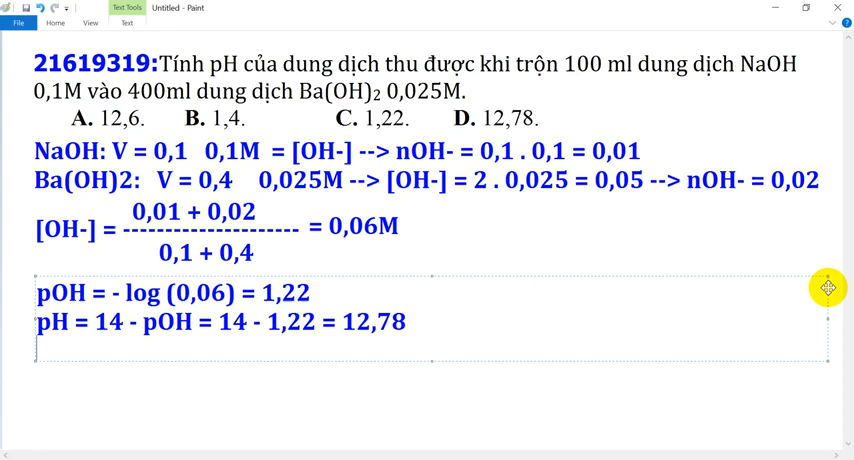 Text Tools Untitled - Paint
File Home View Text
21619319:Tính pH của dung dịch thu được khi trộn 100 ml dung dịch NaOH
0,1M vào 400ml dung dịch Ba(OH)₂ 0,025M.
A. 12,6. B. 1,4. C. 1,22. D. 12,78.
NaOH: V = 0,1 0,1M = [OH-] --> nOH- = 0,1 . 0,1 = 0,01
Ba(OH)2: V = 0,4 0,025M --> [OH-] = 2 . 0,025 = 0,05 --> nOH- = 0,02
0,01 + 0,02
[OH-] = --------------------- = 0,06M
0,1 + 0,4
pOH = - log (0,06) = 1,22
pH = 14 - pOH = 14 - 1,22 = 12,78